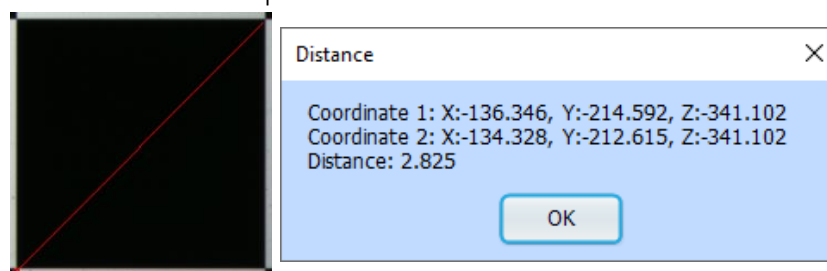 Distance
Coordinate 1: X:-136.346, Y:-214.592, Z:-341.102
Coordinate 2: X:-134.328, Y:-212.615, Z:-341.102
Distance: 2.825
OK